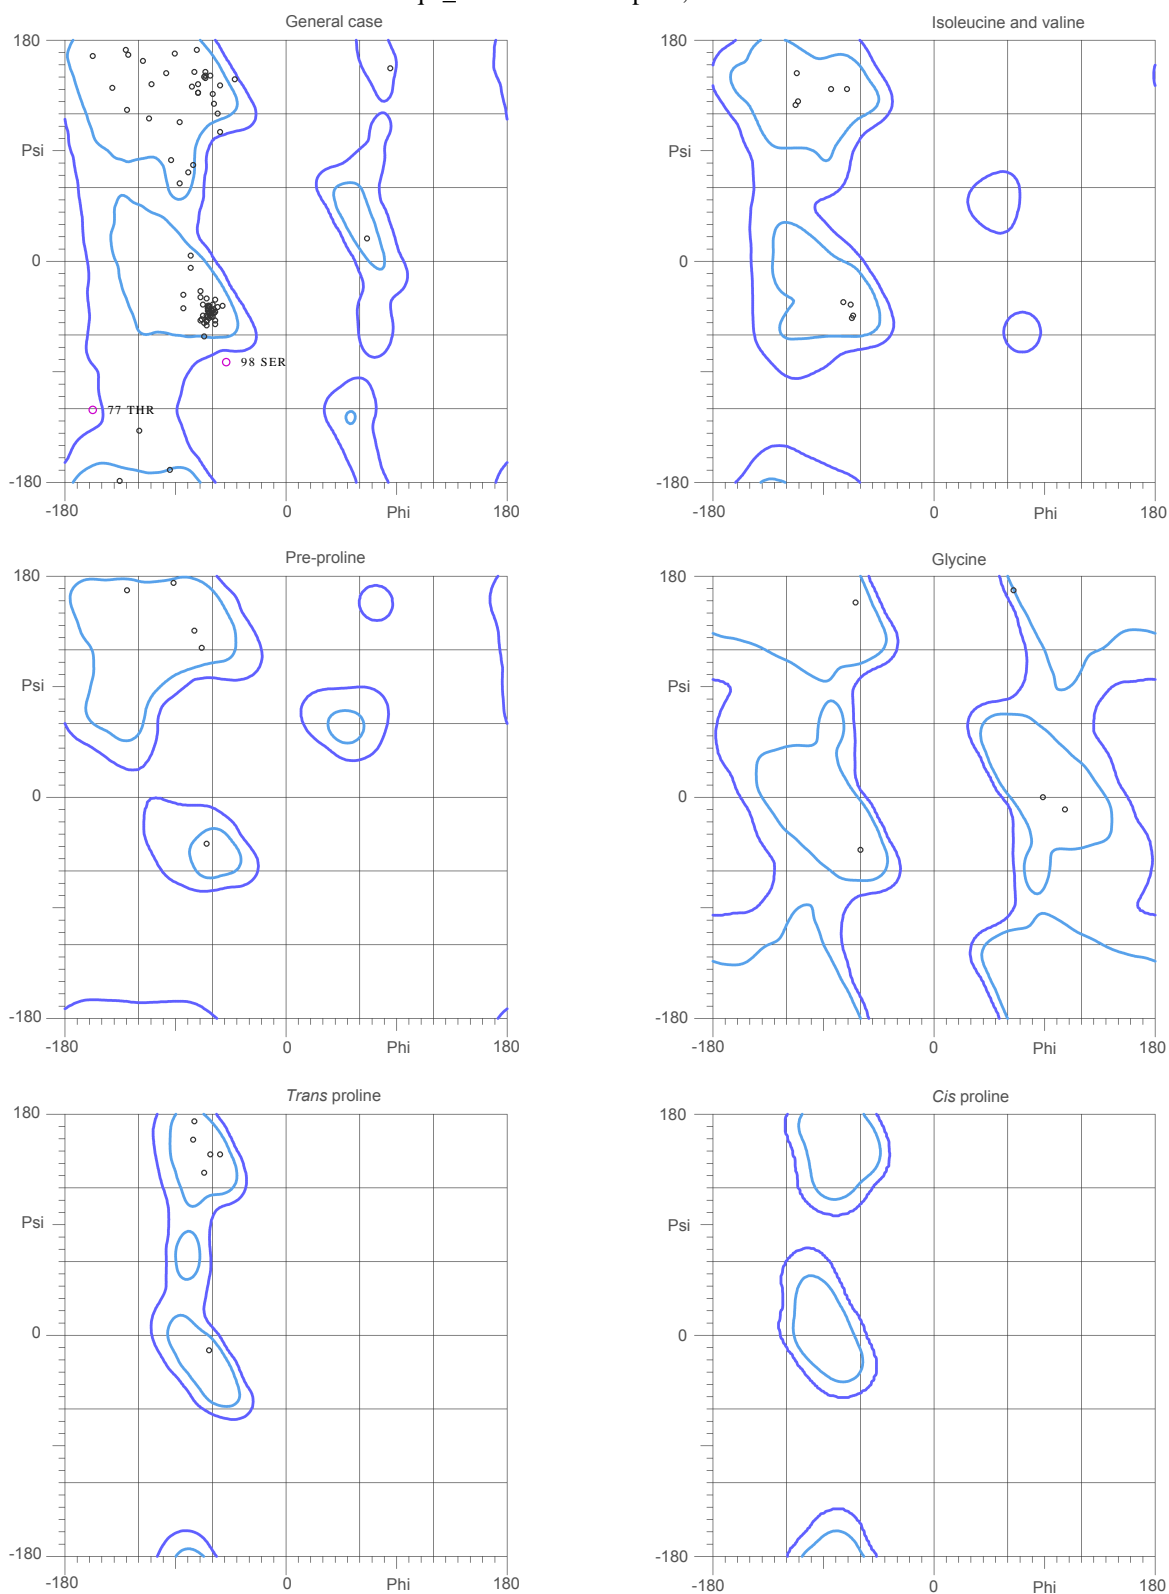 General case
Isoleucine and valine
180
180
Psi
Psi
0
0
98 SER
77 THR
-180
-180
-180
0
Phi
180
-180
0
Phi
180
Pre-proline
Glycine
180
180
Psi
Psi
0
0
-180
-180
-180
0
Phi
180
-180
0
Phi
180
Trans proline
Cis proline
180
180
Psi
Psi
0
0
-180
-180
-180
0
Phi
180
-180
0
Phi
180